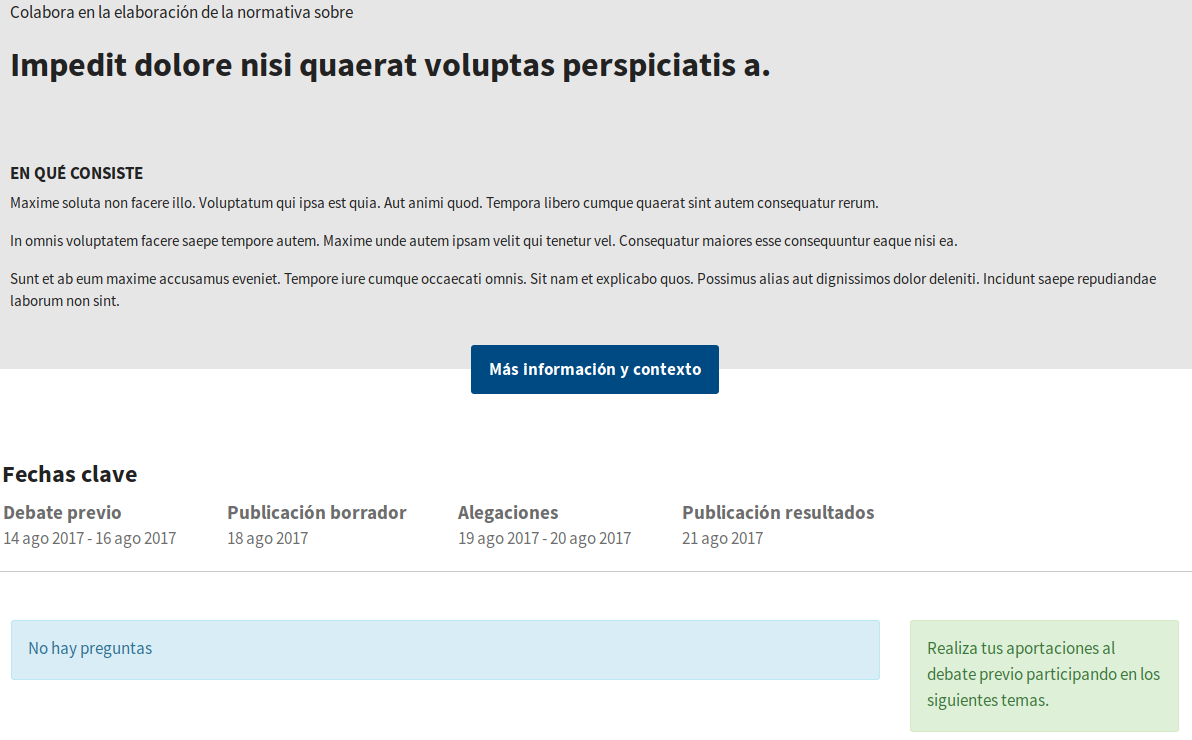 Colabora en la elaboración de la normativa sobre
Impedit dolore nisi quaerat voluptas perspiciatis a.
EN QUÉ CONSISTE
Maxime soluta non facere illo. Voluptatum qui ipsa est quia. Aut animi quod. Tempora libero cumque quaerat sint autem consequatur rerum.
In omnis voluptatem facere saepe tempore autem. Maxime unde autem ipsam velit qui tenetur vel. Consequatur maiores esse consequuntur eaque nisi ea.
Sunt et ab eum maxime accusamus eveniet. Tempore iure cumque occaecati omnis. Sit nam et explicabo quos. Possimus alias aut dignissimos dolor deleniti. Incidunt saepe repudiandae
laborum non sint.
Más información y contexto
Fechas clave
Debate previo
14 ago 2017 - 16 ago 2017
Publicación borrador
18 ago 2017
Alegaciones
19 ago 2017 - 20 ago 2017
Publicación resultados
21 ago 2017
No hay preguntas
Realiza tus aportaciones al
debate previo participando en los
siguientes temas.